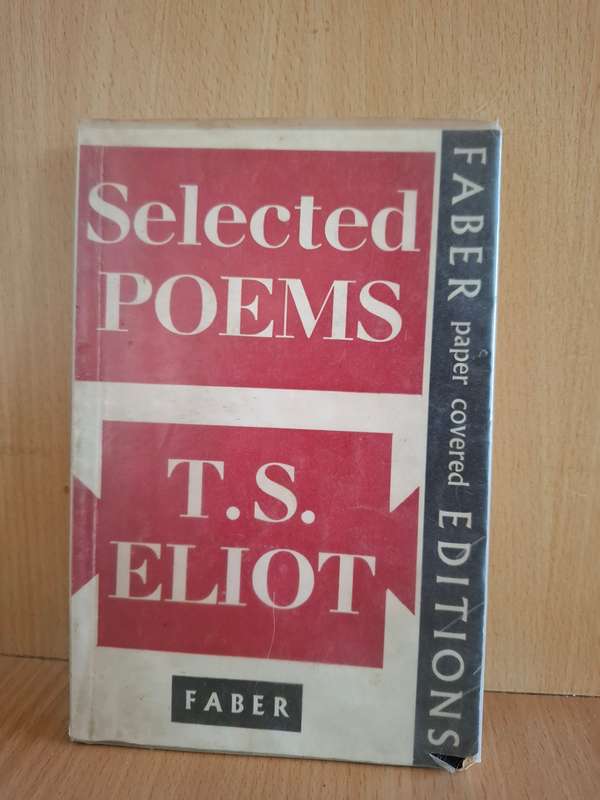 Selected
POEMS
T.S.
ELIOT
FABER
FABER paper covered EDITIONS